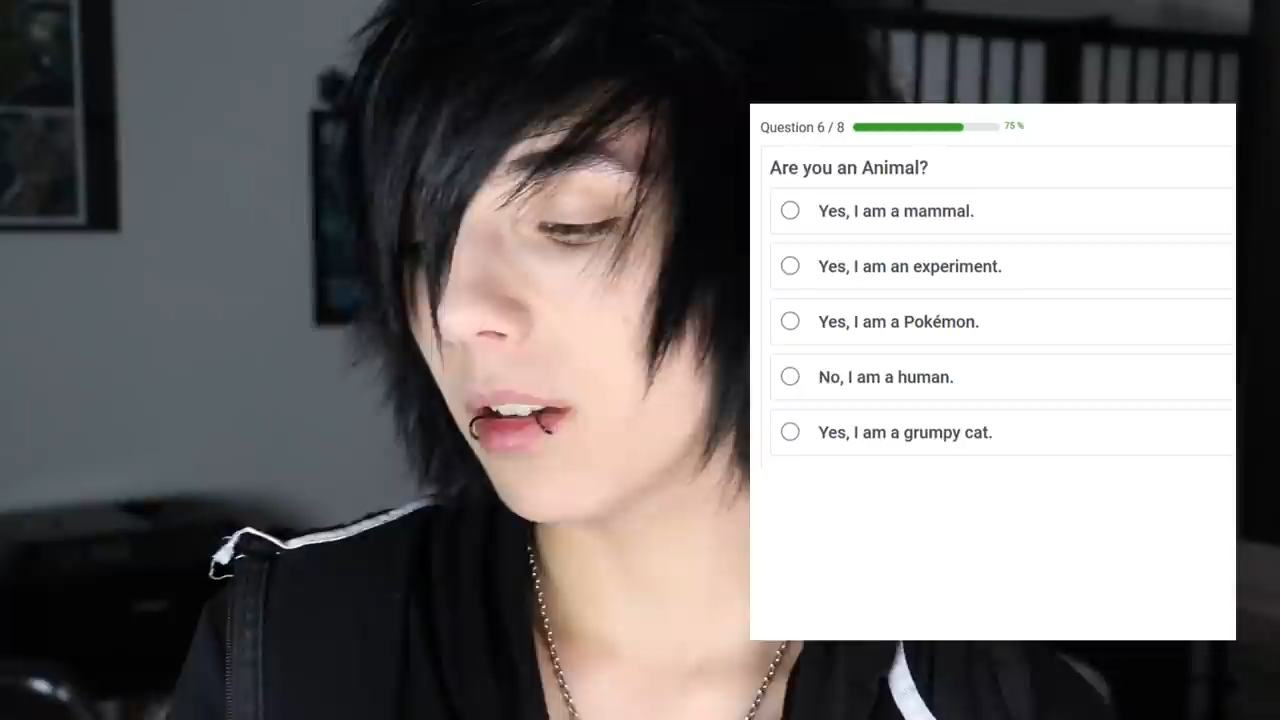 Question 6 / 8 75 %
Are you an Animal?
Yes, I am a mammal.
Yes, I am an experiment.
Yes, I am a Pokémon.
No, I am a human.
Yes, I am a grumpy cat.